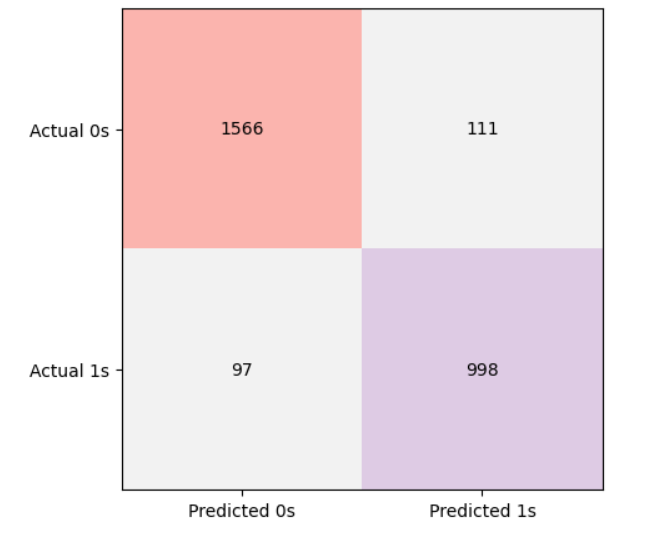 Actual 0s 1566 111
Actual 1s 97 998
Predicted 0s Predicted 1s